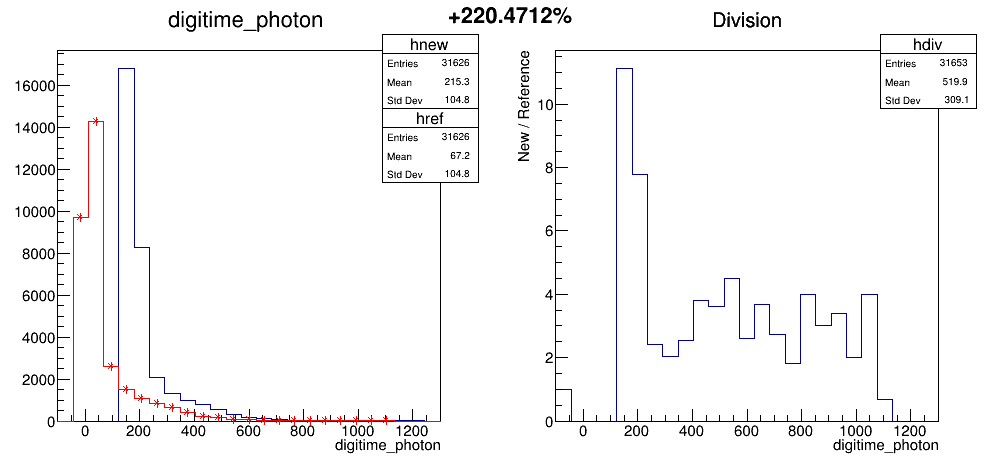 +220.4712%
digitime_photon
hnew
Entries 31626
Mean 215.3
Std Dev 104.8
href
Entries 31626
Mean 67.2
Std Dev 104.8
16000
14000
12000
10000
8000
6000
4000
2000
0
0 200 400 600 800 1000 1200
digitime_photon
Division
hdiv
Entries 31653
Mean 519.9
Std Dev 309.1
New / Reference
10
8
6
4
2
0
0 200 400 600 800 1000 1200
digitime_photon